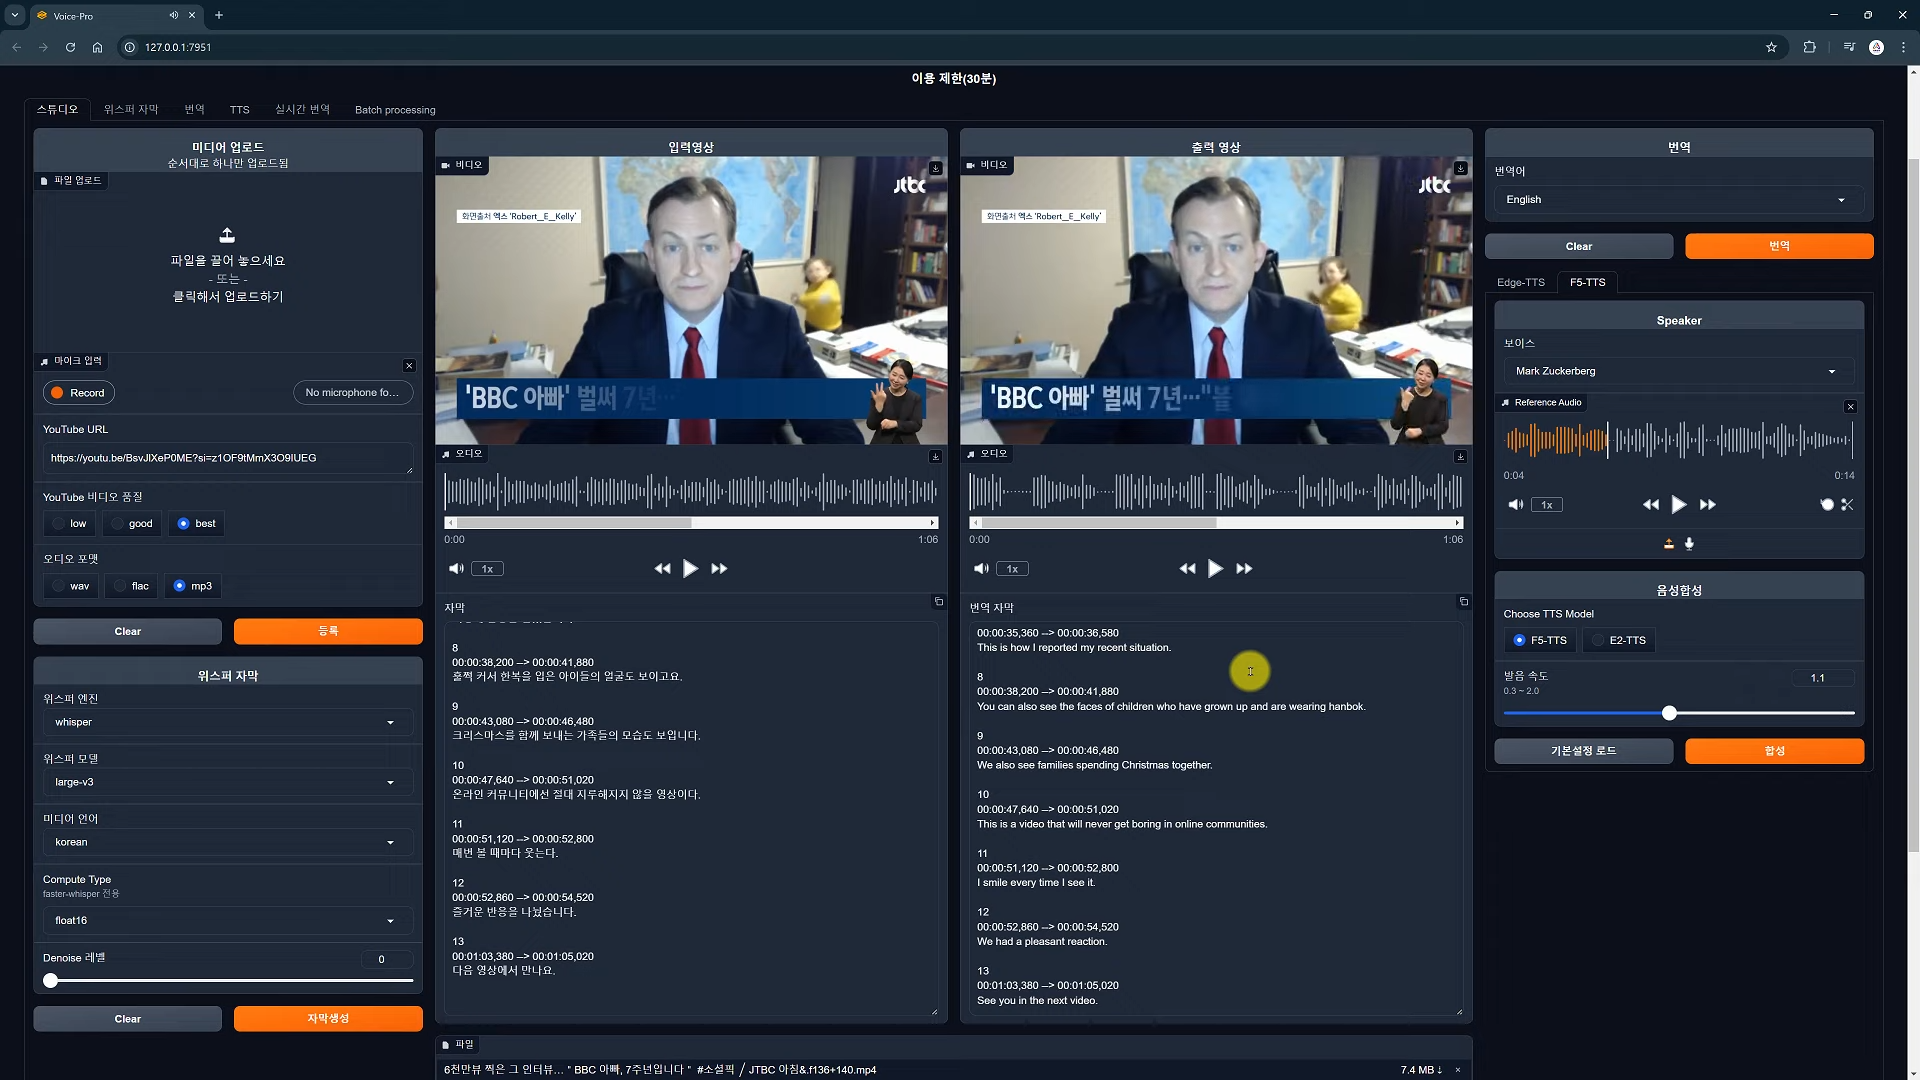 Voice-Pro
127.0.0.1:7951
이용 제한(30분)
스튜디오
위스퍼 자막
번역
TTS
실시간 번역
Batch processing
미디어 업로드
순서대로 하나만 업로드됨
파일 업로드
파일을 끌어 놓으세요
- 또는 -
클릭해서 업로드하기
마이크 입력
Record
No microphone fo...
YouTube URL
https://youtu.be/BsvJlXeP0ME?si=z1OF9tMmX3O9IUEG
YouTube 비디오 품질
low
good
best
오디오 포맷
wav
flac
mp3
Clear
등록
위스퍼 자막
위스퍼 엔진
whisper
위스퍼 모델
large-v3
미디어 언어
korean
Compute Type
faster-whisper 전용
float16
Denoise 레벨
0
Clear
자막생성
입력영상
비디오
jtbc
화면출처 엑스 'Robert__E__Kelly'
'BBC 아빠' 벌써 7년…
오디오
0:00
1:06
1x
자막
8
00:00:38,200 --> 00:00:41,880
훌쩍 커서 한복을 입은 아이들의 얼굴도 보이고요.
9
00:00:43,080 --> 00:00:46,480
크리스마스를 함께 보내는 가족들의 모습도 보입니다.
10
00:00:47,640 --> 00:00:51,020
온라인 커뮤니티에선 절대 지루해지지 않을 영상이다.
11
00:00:51,120 --> 00:00:52,800
매번 볼 때마다 웃는다.
12
00:00:52,860 --> 00:00:54,520
즐거운 반응을 나눴습니다.
13
00:01:03,380 --> 00:01:05,020
다음 영상에서 만나요.
출력 영상
비디오
jtbc
화면출처 엑스 'Robert__E__Kelly'
'BBC 아빠' 벌써 7년…"
오디오
0:00
1:06
1x
번역 자막
00:00:35,360 --> 00:00:36,580
This is how I reported my recent situation.
8
00:00:38,200 --> 00:00:41,880
You can also see the faces of children who have grown up and are wearing hanbok.
9
00:00:43,080 --> 00:00:46,480
We also see families spending Christmas together.
10
00:00:47,640 --> 00:00:51,020
This is a video that will never get boring in online communities.
11
00:00:51,120 --> 00:00:52,800
I smile every time I see it.
12
00:00:52,860 --> 00:00:54,520
We had a pleasant reaction.
13
00:01:03,380 --> 00:01:05,020
See you in the next video.
파일
6천만뷰 찍은 그 인터뷰… " BBC 아빠, 7주년입니다 " #소셜픽 / JTBC 아침&.f136+140.mp4
7.4 MB↓
번역
번역어
English
Clear
번역
Edge-TTS
F5-TTS
Speaker
보이스
Mark Zuckerberg
Reference Audio
0:04
0:14
1x
음성합성
Choose TTS Model
F5-TTS
E2-TTS
발음 속도
0.3 ~ 2.0
1.1
기본설정 로드
합성